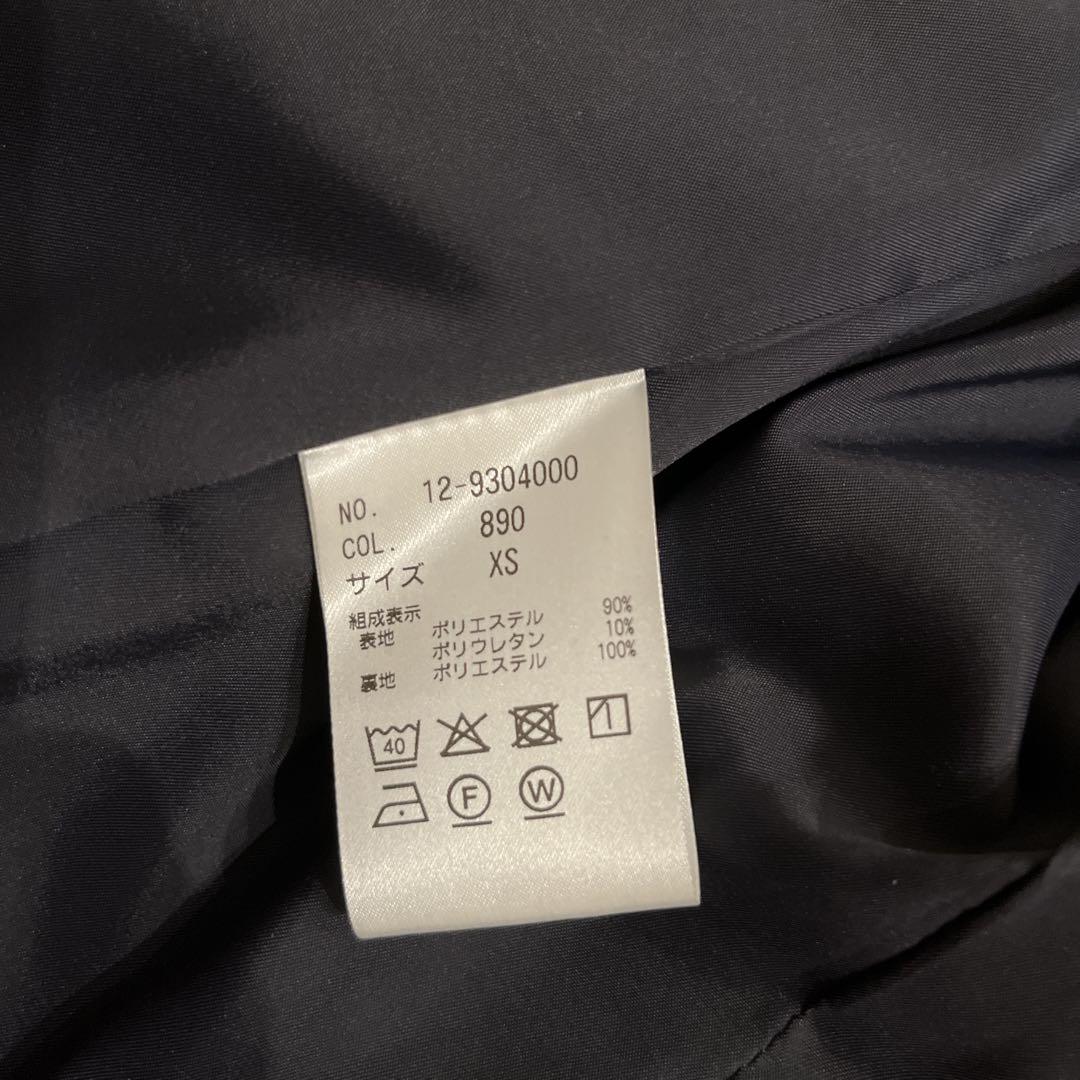 NO. 12-9304000
COL. 890
サイズ XS
組成表示
表地 ポリエステル 90%
ポリウレタン 10%
裏地 ポリエステル 100%
40
F W